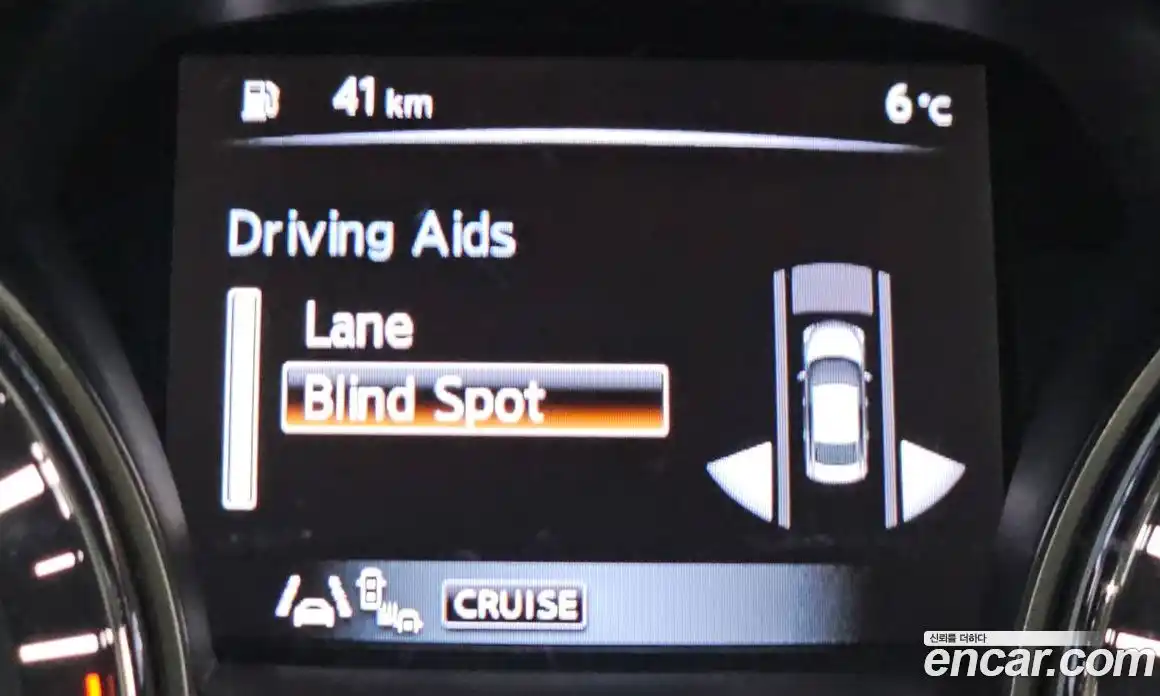 41 km
6 °C
Driving Aids
Lane
Blind Spot
CRUISE
신뢰를 더하다
encar.com